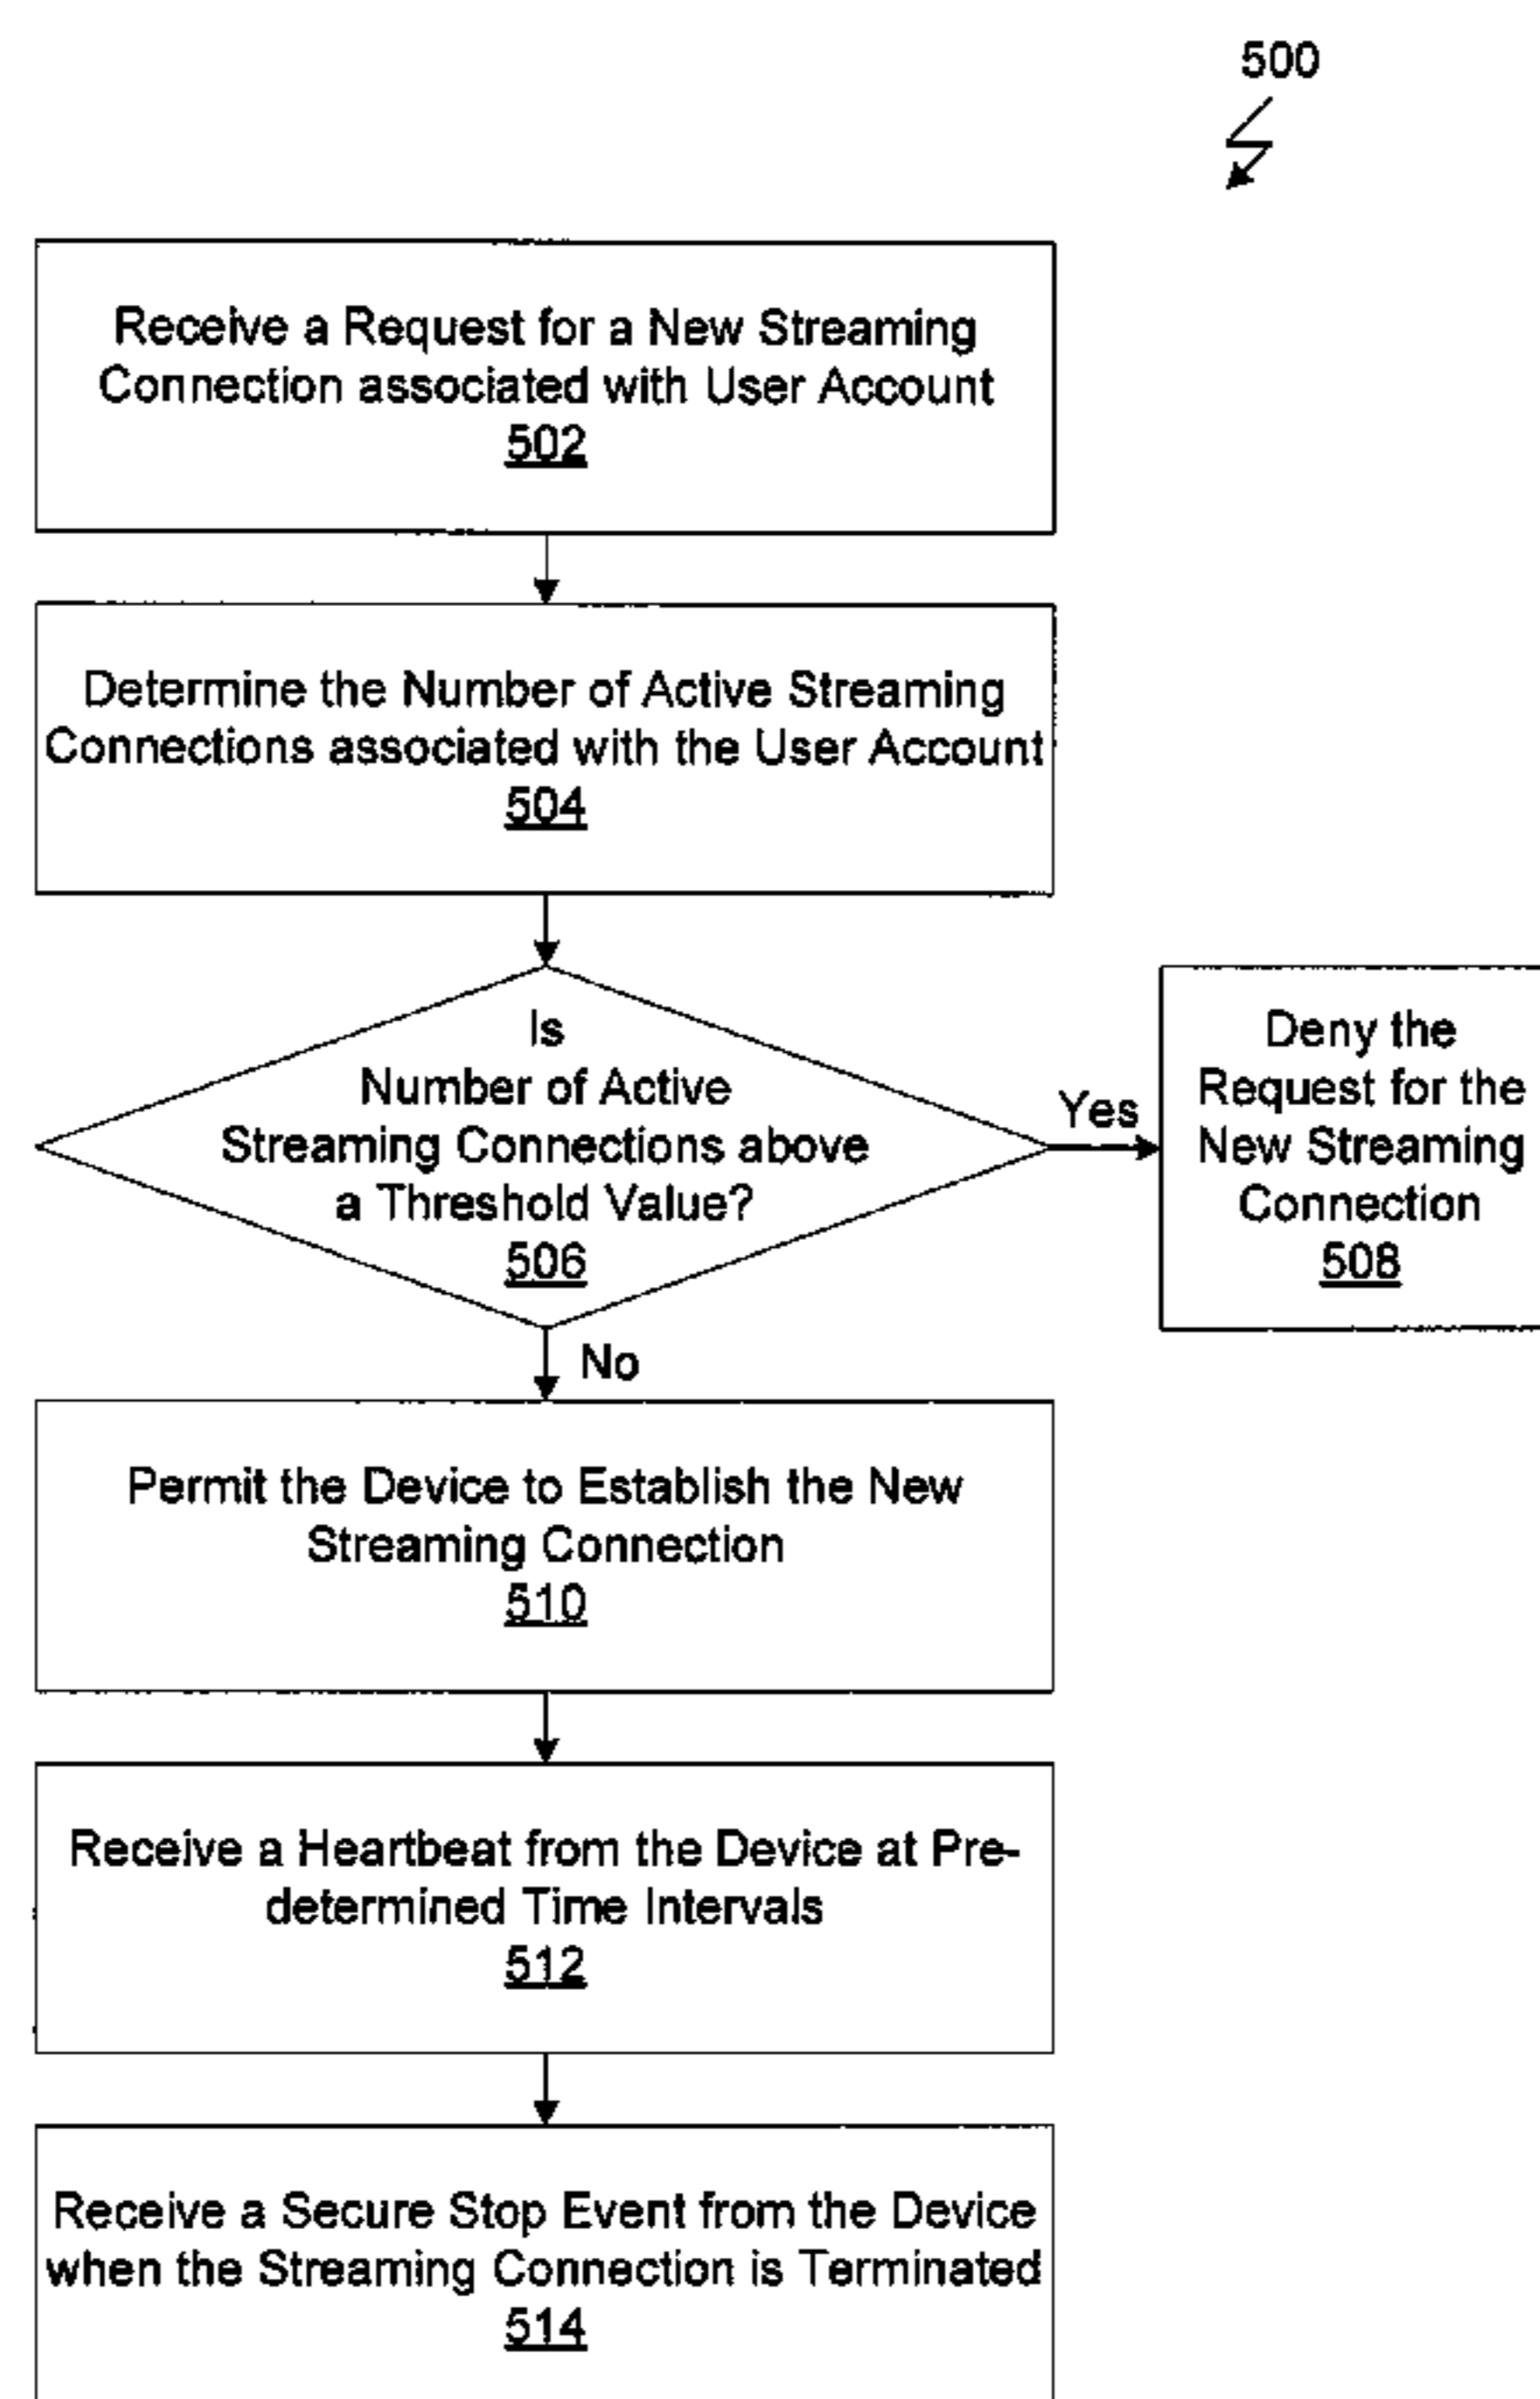 500
Receive a Request for a New Streaming
Connection associated with User Account
502
Determine the Number of Active Streaming
Connections associated with the User Account
504
Is
Number of Active
Streaming Connections above
a Threshold Value?
506
Yes
Deny the
Request for the
New Streaming
Connection
508
No
Permit the Device to Establish the New
Streaming Connection
510
Receive a Heartbeat from the Device at Pre-
determined Time Intervals
512
Receive a Secure Stop Event from the Device
when the Streaming Connection is Terminated
514